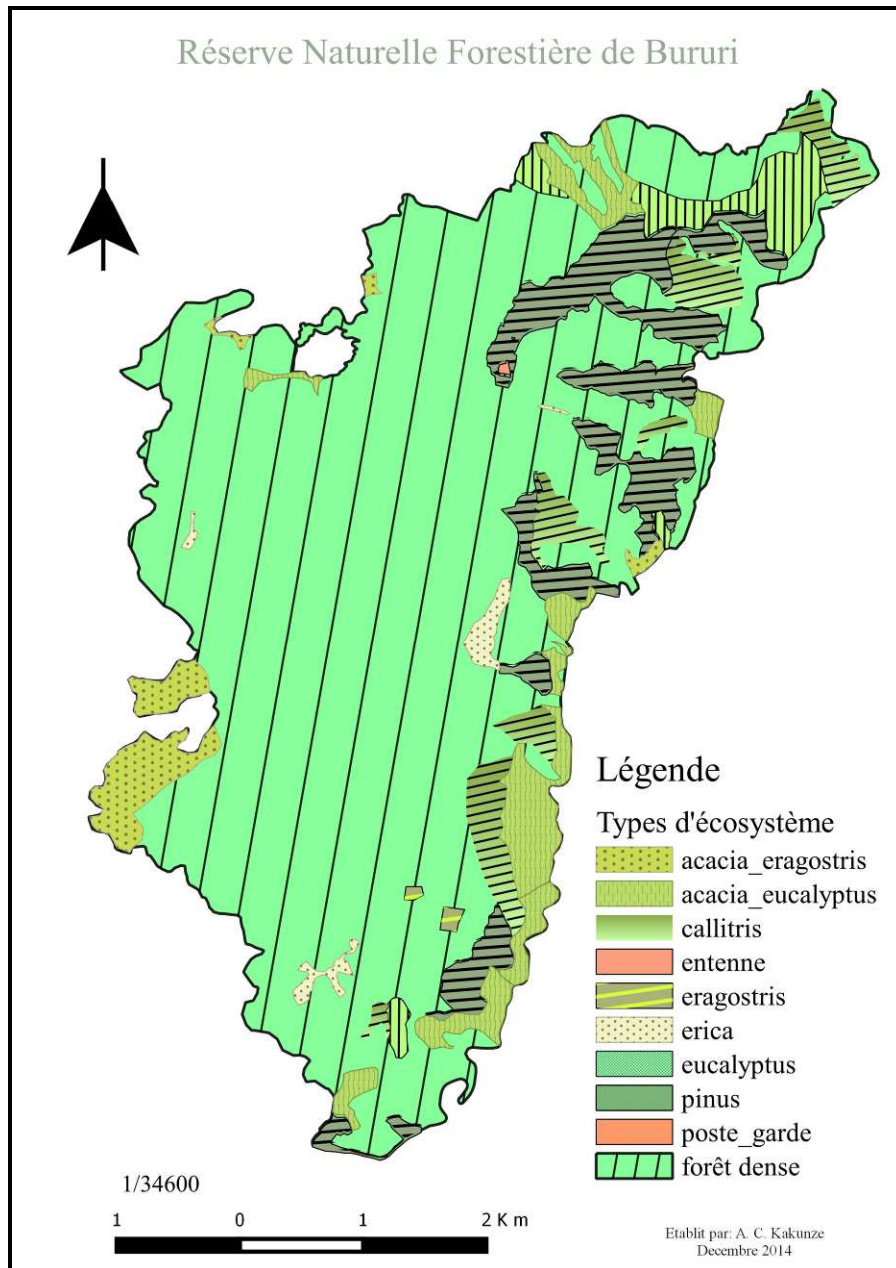 Réserve Naturelle Forestière de Bururi
Légende
Types d'écosystème
acacia_eragostris
acacia_eucalyptus
callitris
entenne
eragostris
erica
eucalyptus
pinus
poste_garde
forêt dense
1/34600
1 0 1 2 K m
Etablit par: A. C. Kakunze
Decembre 2014